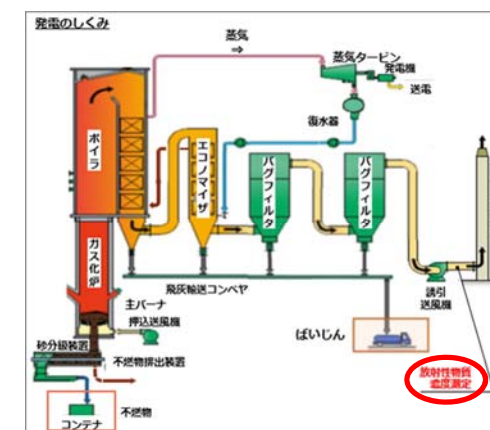 発電のしくみ
蒸気
⇒
蒸気タービン
発電機
送電
復水器
ボイラ
エコノマイザ
バグフィルタ
バグフィルタ
ガス化炉
飛灰輸送コンベヤ
誘引
送風機
主バーナ
押込送風機
ばいじん
砂分級装置
不燃物排出装置
放射性物質
濃度測定
不燃物
コンテナ